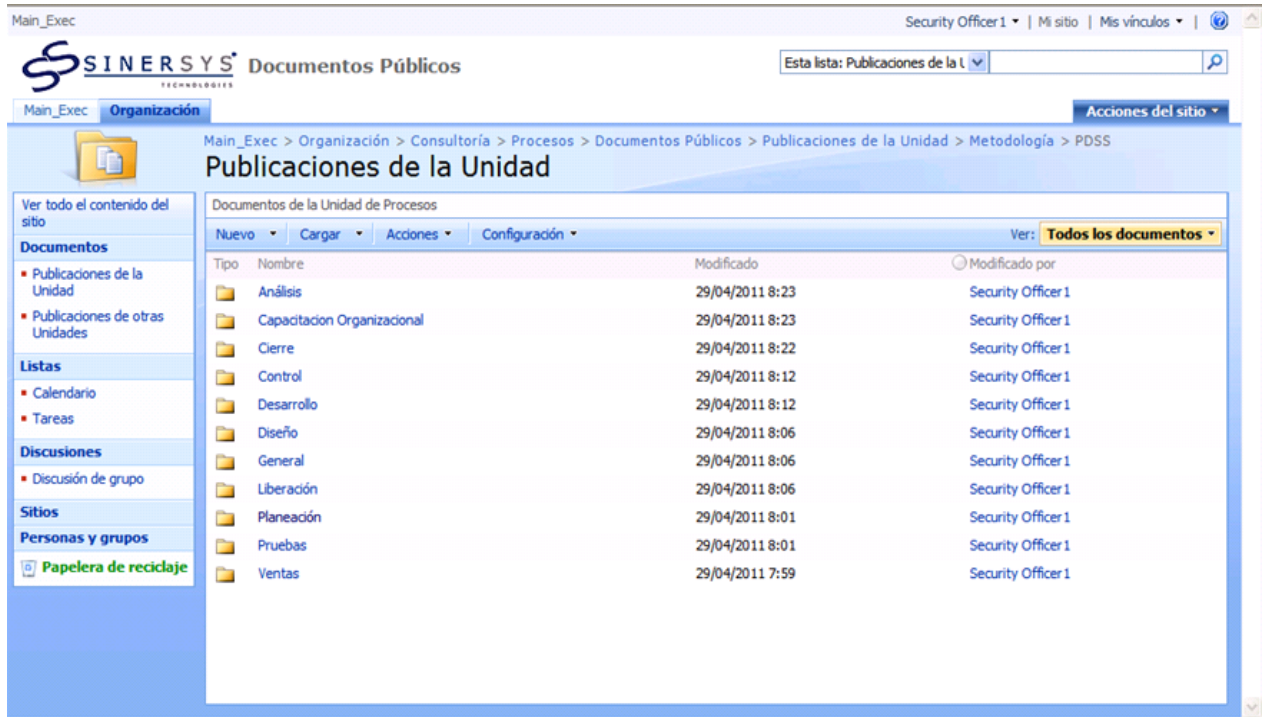 Main_Exec
Security Officer1 | Mi sitio | Mis vínculos |
SINERSYS
TECHNOLOGIES
Documentos Públicos
Esta lista: Publicaciones de la U
Main_Exec Organización
Acciones del sitio
Main_Exec > Organización > Consultoría > Procesos > Documentos Públicos > Publicaciones de la Unidad > Metodología > PDSS
Publicaciones de la Unidad
Ver todo el contenido del
sitio
Documentos
Publicaciones de la
Unidad
Publicaciones de otras
Unidades
Listas
Calendario
Tareas
Discusiones
Discusión de grupo
Sitios
Personas y grupos
Papelera de reciclaje
Documentos de la Unidad de Procesos
Nuevo Cargar Acciones Configuración Ver: Todos los documentos
Tipo Nombre Modificado Modificado por
Análisis 29/04/2011 8:23 Security Officer1
Capacitacion Organizacional 29/04/2011 8:23 Security Officer1
Cierre 29/04/2011 8:22 Security Officer1
Control 29/04/2011 8:12 Security Officer1
Desarrollo 29/04/2011 8:12 Security Officer1
Diseño 29/04/2011 8:06 Security Officer1
General 29/04/2011 8:06 Security Officer1
Liberación 29/04/2011 8:06 Security Officer1
Planeación 29/04/2011 8:01 Security Officer1
Pruebas 29/04/2011 8:01 Security Officer1
Ventas 29/04/2011 7:59 Security Officer1